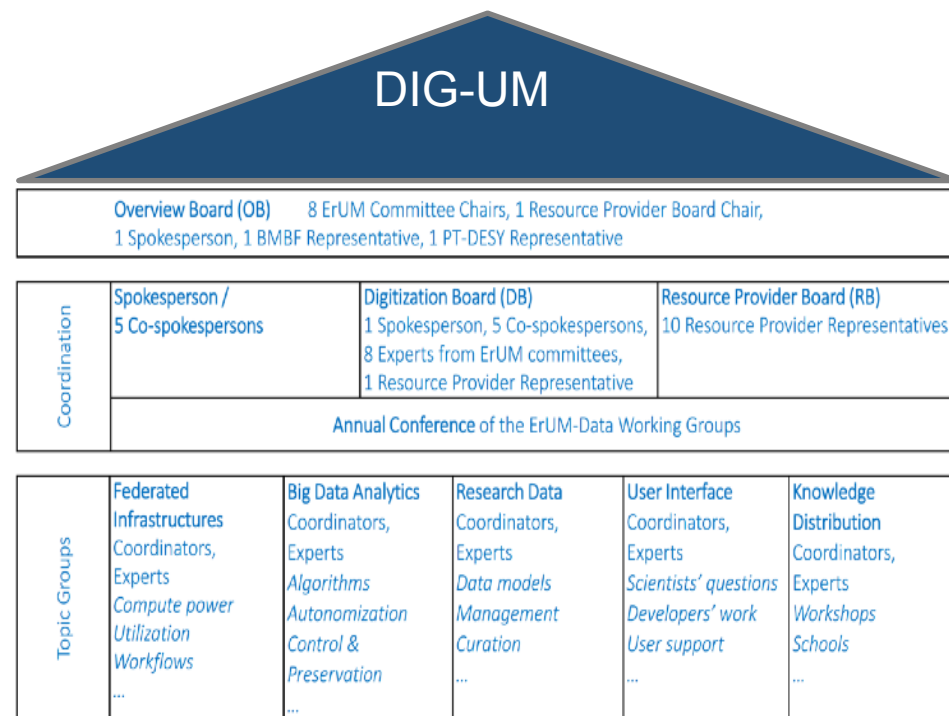 DIG-UM
Overview Board (OB) 8 ErUM Committee Chairs, 1 Resource Provider Board Chair,
1 Spokesperson, 1 BMBF Representative, 1 PT-DESY Representative
Coordination
Spokesperson /
5 Co-spokespersons
Digitization Board (DB)
1 Spokesperson, 5 Co-spokespersons,
8 Experts from ErUM committees,
1 Resource Provider Representative
Resource Provider Board (RB)
10 Resource Provider Representatives
Annual Conference of the ErUM-Data Working Groups
Topic Groups
Federated
Infrastructures
Coordinators,
Experts
Compute power
Utilization
Workflows
...
Big Data Analytics
Coordinators,
Experts
Algorithms
Autonomization
Control &
Preservation
...
Research Data
Coordinators,
Experts
Data models
Management
Curation
...
User Interface
Coordinators,
Experts
Scientists' questions
Developers' work
User support
...
Knowledge
Distribution
Coordinators,
Experts
Workshops
Schools
...